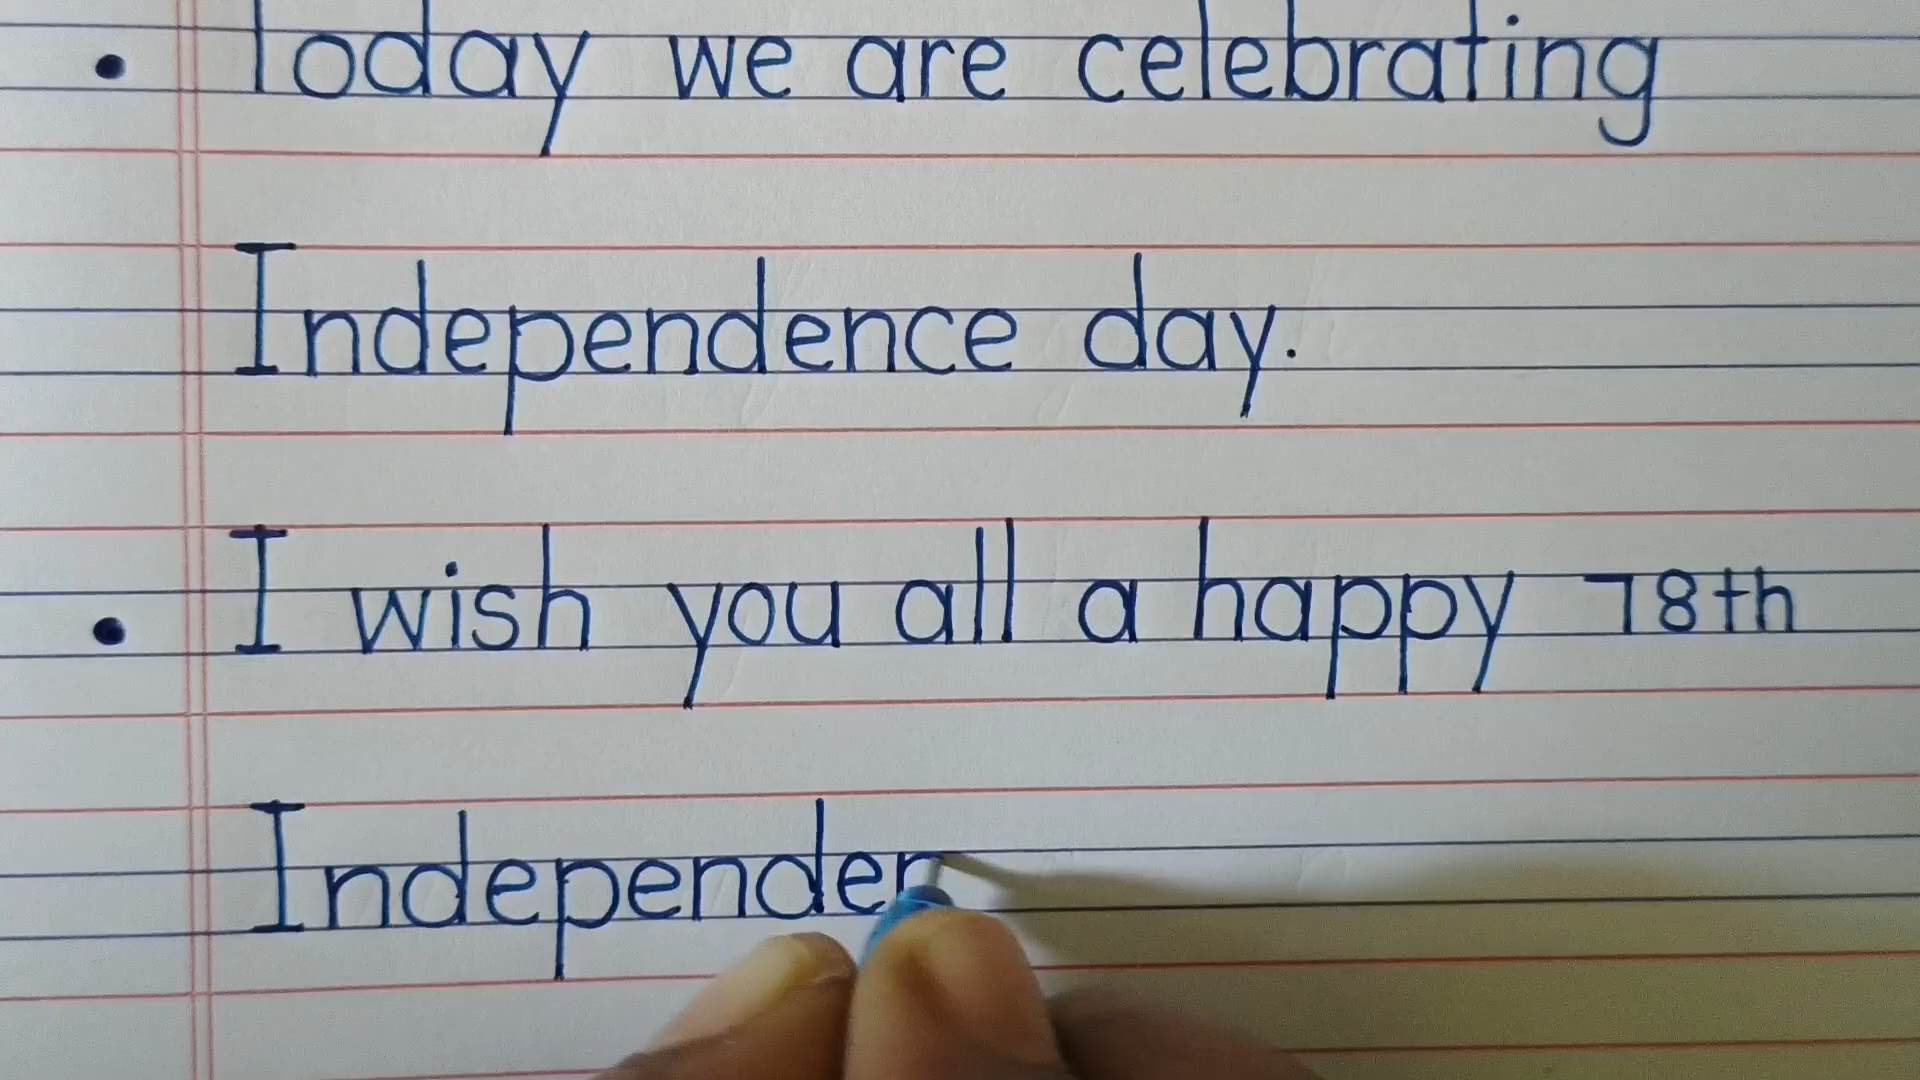 • Today we are celebrating
Independence day.
• I wish you all a happy 78th
Independen